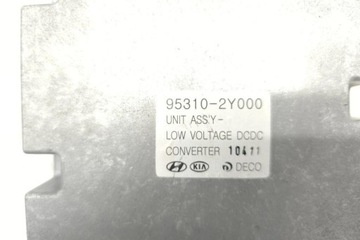 95310-2Y000
UNIT ASS'Y-
LOW VOLTAGE DCDC
CONVERTER 10411
KIA DECO